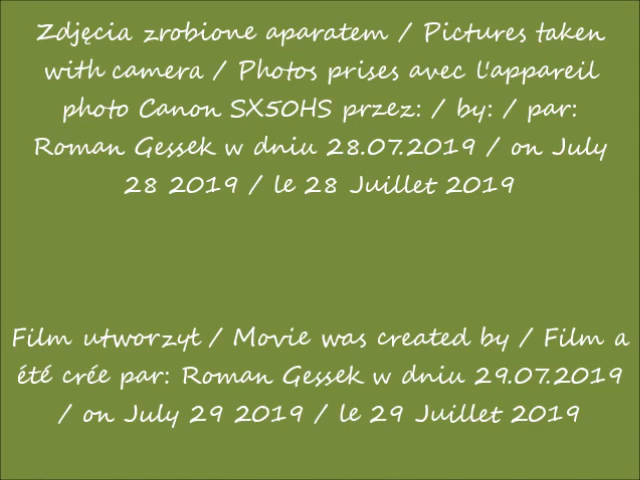 Zdjęcia zrobione aparatem / Pictures taken
with camera / Photos prises avec l'appareil
photo Canon SX50HS przez: / by: / par:
Roman Gessek w dniu 28.07.2019 / on July
28 2019 / le 28 Juillet 2019
Film utworzył / Movie was created by / Film a
été crée par: Roman Gessek w dniu 29.07.2019
/ on July 29 2019 / le 29 Juillet 2019